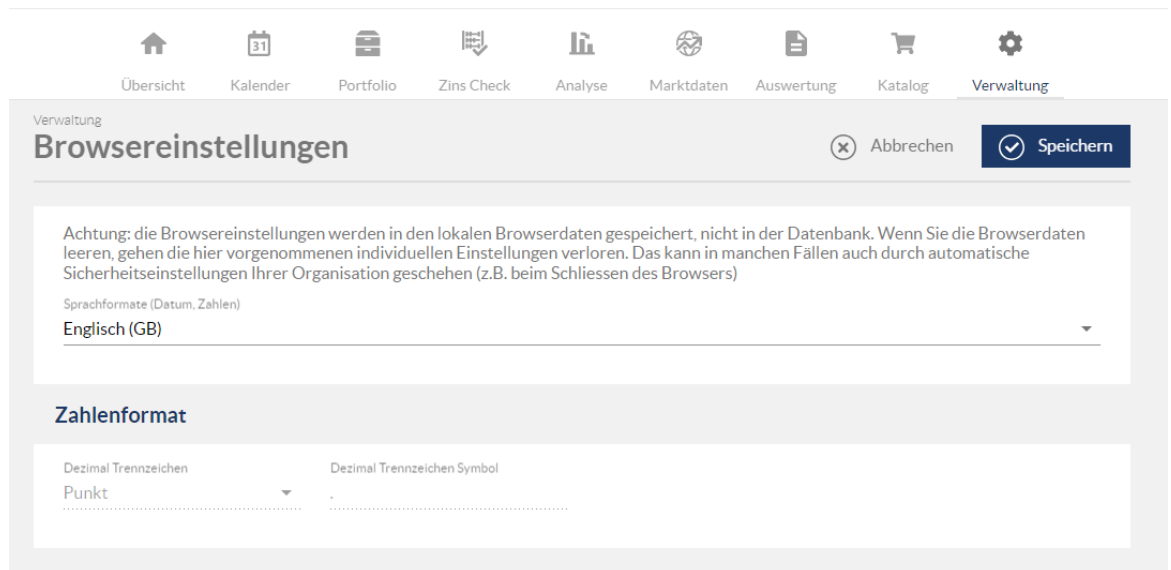 31
Übersicht Kalender Portfolio Zins Check Analyse Marktdaten Auswertung Katalog Verwaltung
Verwaltung
Browsereinstellungen
Abbrechen Speichern
Achtung: die Browsereinstellungen werden in den lokalen Browserdaten gespeichert, nicht in der Datenbank. Wenn Sie die Browserdaten
leeren, gehen die hier vorgenommenen individuellen Einstellungen verloren. Das kann in manchen Fällen auch durch automatische
Sicherheitseinstellungen Ihrer Organisation geschehen (z.B. beim Schliessen des Browsers)
Sprachformate (Datum, Zahlen)
Englisch (GB)
Zahlenformat
Dezimal Trennzeichen Dezimal Trennzeichen Symbol
Punkt .